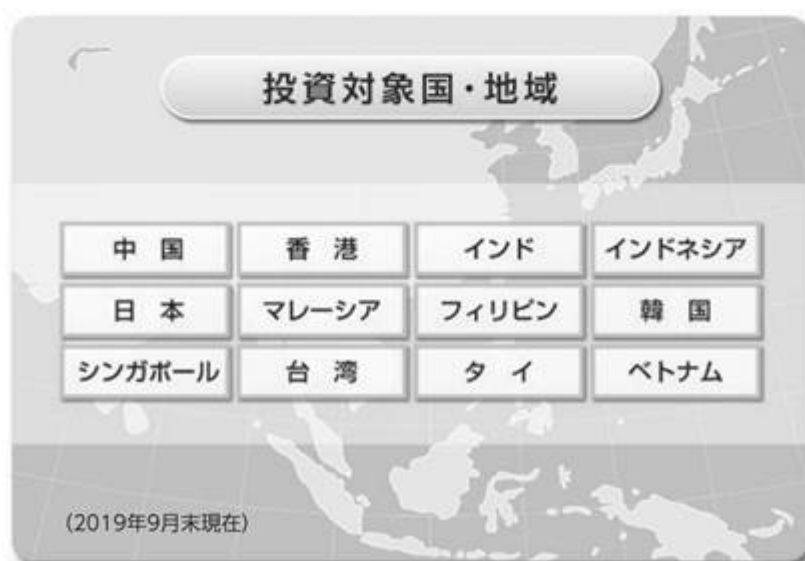 投資対象国・地域
中 国 香 港 インド インドネシア
日 本 マレーシア フィリピン 韓 国
シンガポール 台 湾 タ イ ベトナム
(2019年9月末現在)